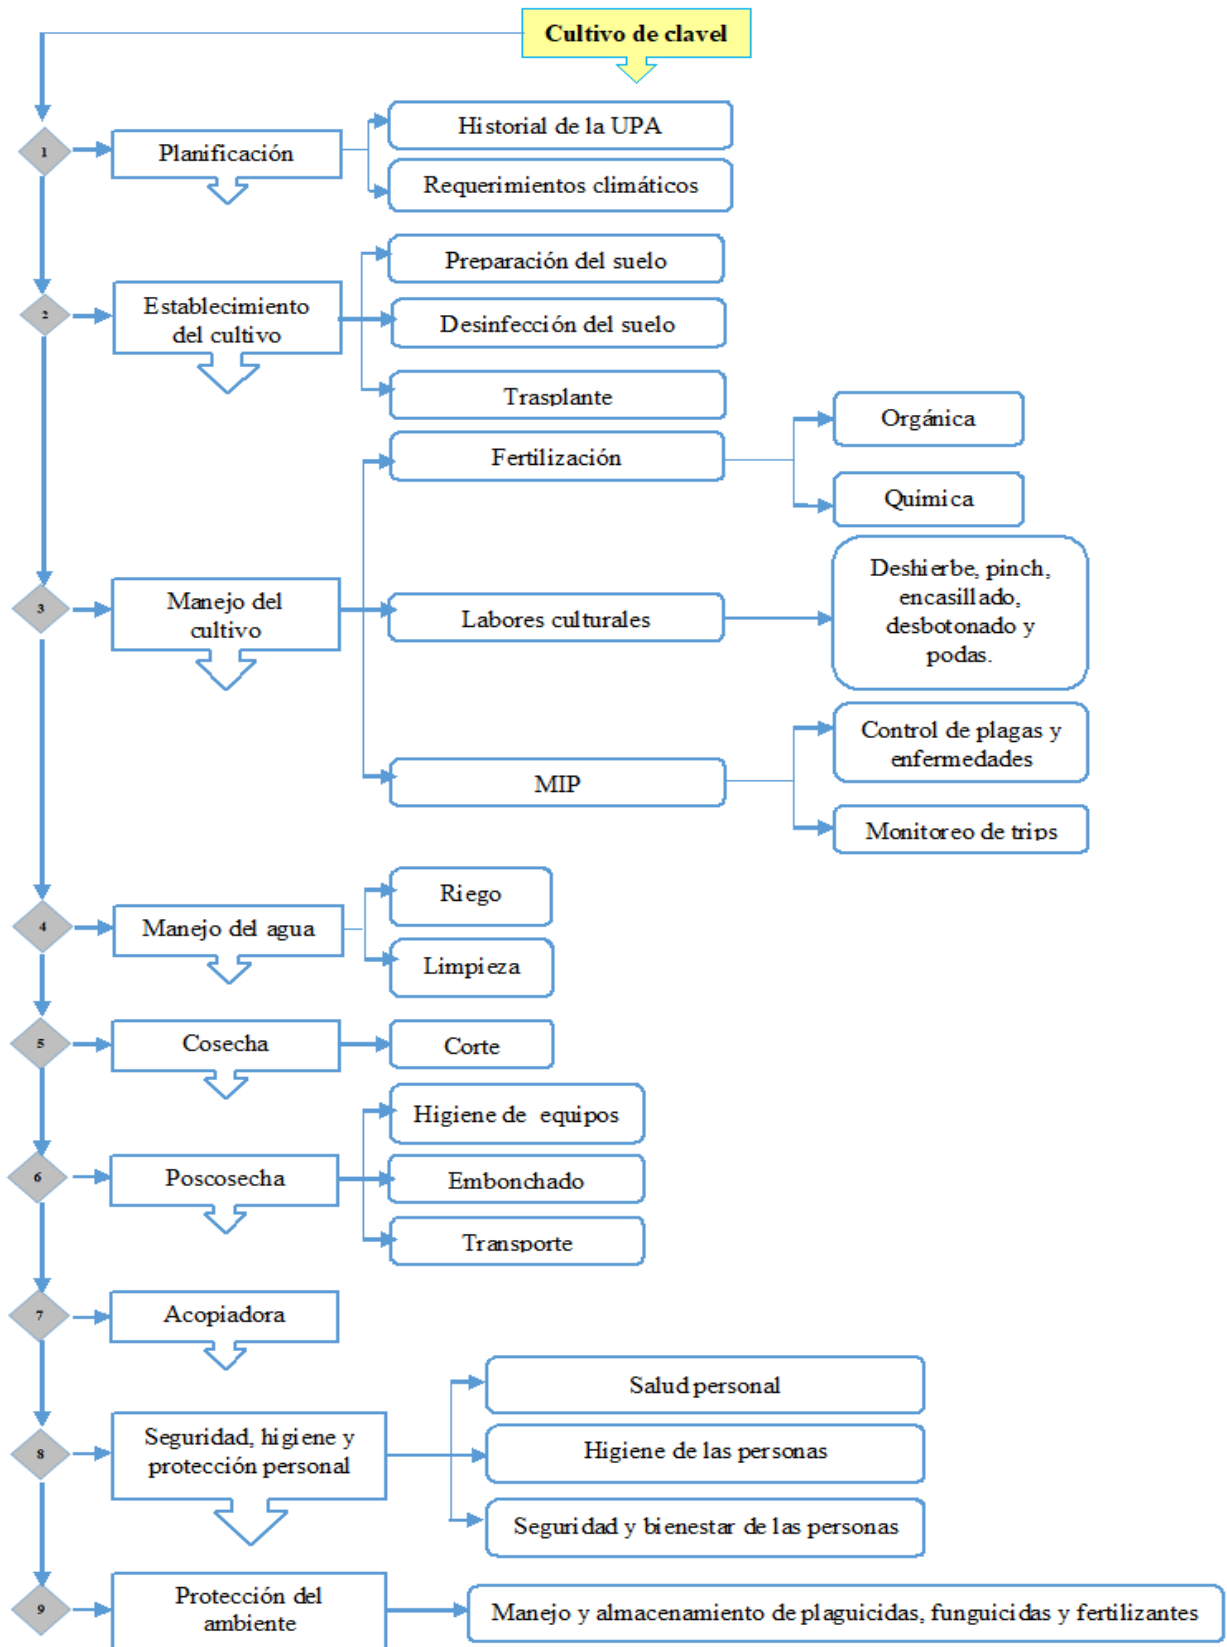 Cultivo de clavel
1
Planificación
Historial de la UPA
Requerimientos climáticos
2
Establecimiento
del cultivo
Preparación del suelo
Desinfección del suelo
Trasplante
3
Manejo del
cultivo
Fertilización
Orgánica
Química
Labores culturales
Deshierbe, pinch,
encasillado,
desbotonado y
podas.
MIP
Control de plagas y
enfermedades
Monitoreo de trips
4
Manejo del agua
Riego
Limpieza
5
Cosecha
Corte
6
Poscosecha
Higiene de equipos
Embonchado
Transporte
7
Acopiadora
8
Seguridad, higiene y
protección personal
Salud personal
Higiene de las personas
Seguridad y bienestar de las personas
9
Protección del
ambiente
Manejo y almacenamiento de plaguicidas, funguicidas y fertilizantes